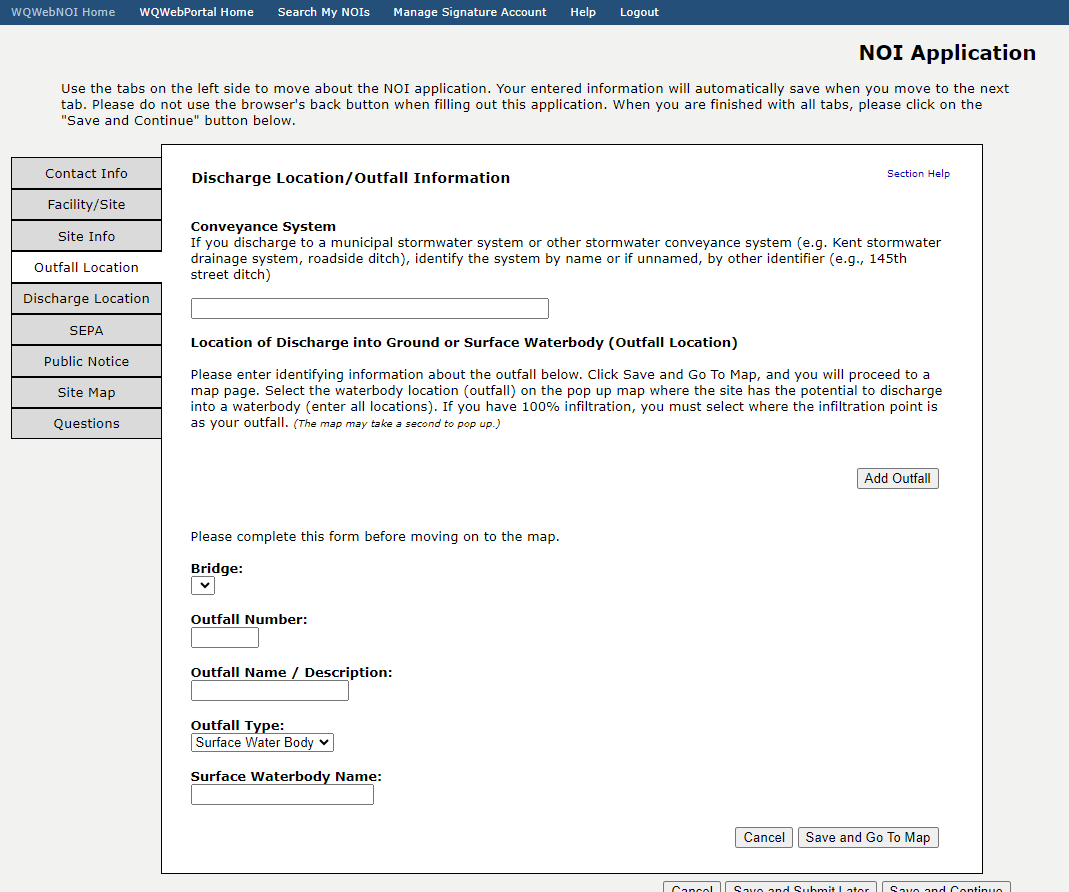 WQWebNOI Home WQWebPortal Home Search My NOIs Manage Signature Account Help Logout
NOI Application
Use the tabs on the left side to move about the NOI application. Your entered information will automatically save when you move to the next
tab. Please do not use the browser's back button when filling out this application. When you are finished with all tabs, please click on the
"Save and Continue" button below.
Contact Info
Facility/Site
Site Info
Outfall Location
Discharge Location
SEPA
Public Notice
Site Map
Questions
Discharge Location/Outfall Information
Section Help
Conveyance System
If you discharge to a municipal stormwater system or other stormwater conveyance system (e.g. Kent stormwater
drainage system, roadside ditch), identify the system by name or if unnamed, by other identifier (e.g., 145th
street ditch)
Location of Discharge into Ground or Surface Waterbody (Outfall Location)
Please enter identifying information about the outfall below. Click Save and Go To Map, and you will proceed to a
map page. Select the waterbody location (outfall) on the pop up map where the site has the potential to discharge
into a waterbody (enter all locations). If you have 100% infiltration, you must select where the infiltration point is
as your outfall. (The map may take a second to pop up.)
Add Outfall
Please complete this form before moving on to the map.
Bridge:
Outfall Number:
Outfall Name / Description:
Outfall Type:
Surface Water Body
Surface Waterbody Name:
Cancel Save and Go To Map
Cancel Save and Submit Later Save and Continue